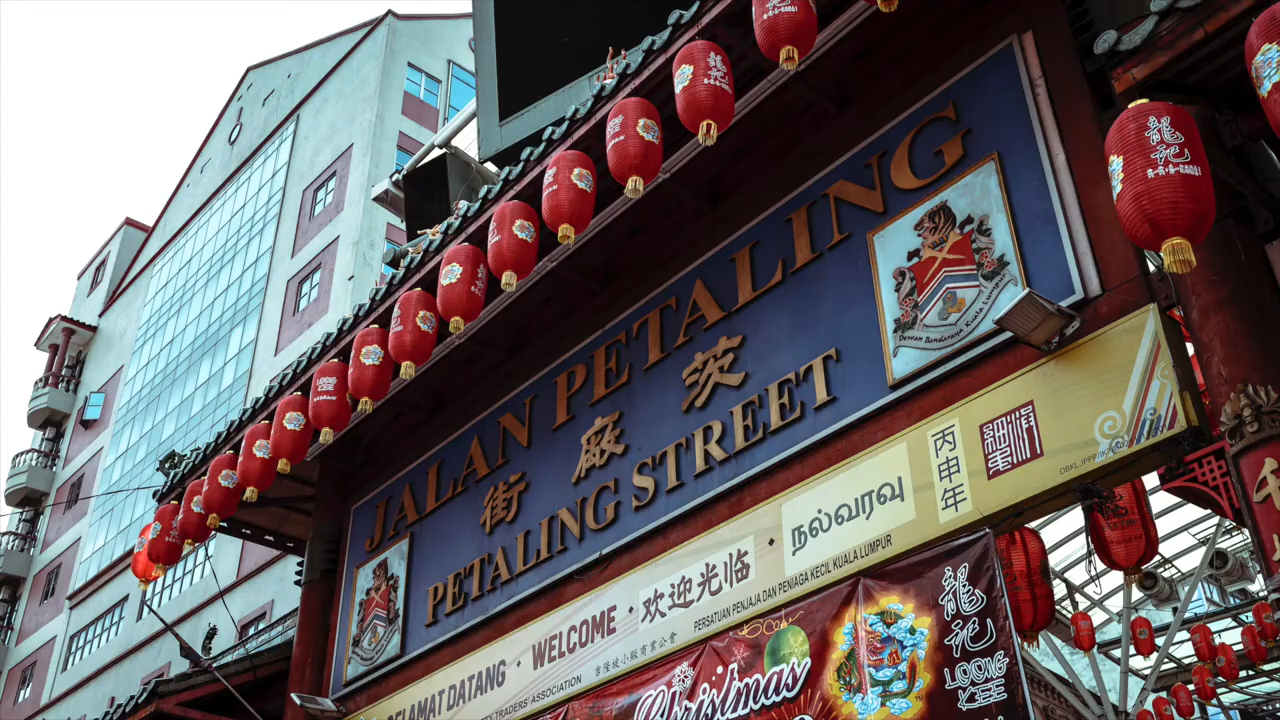 JALAN PETALING
茨廠街
PETALING STREET
Dewan Bandaraya Kuala Lumpur
SELAMAT DATANG · WELCOME · 欢迎光临 · நல்வரவு
丙申年
吉隆坡小贩商业公会
PERSATUAN PENJAJA DAN PENIAGA KECIL KUALA LUMPUR
TRADERS' ASSOCIATION
Christmas
龍記
LOONG
KEE
龍記
龍記